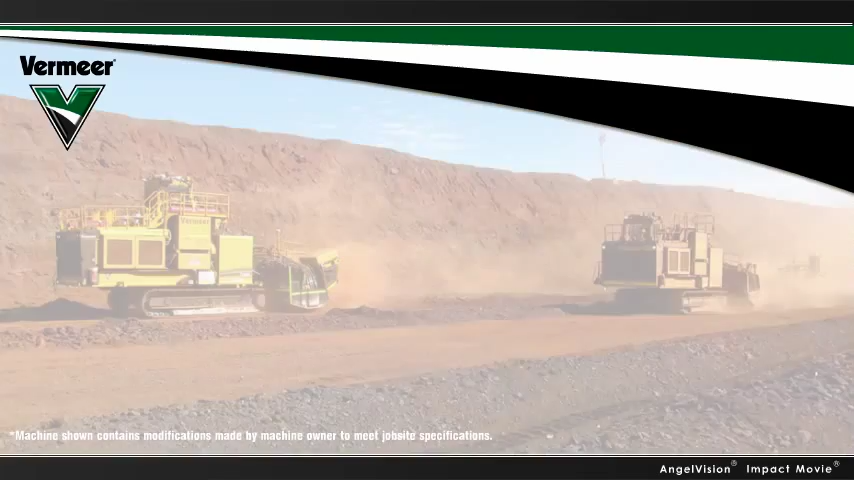 Vermeer®
*Machine shown contains modifications made by machine owner to meet jobsite specifications.
AngelVision® Impact Movie®